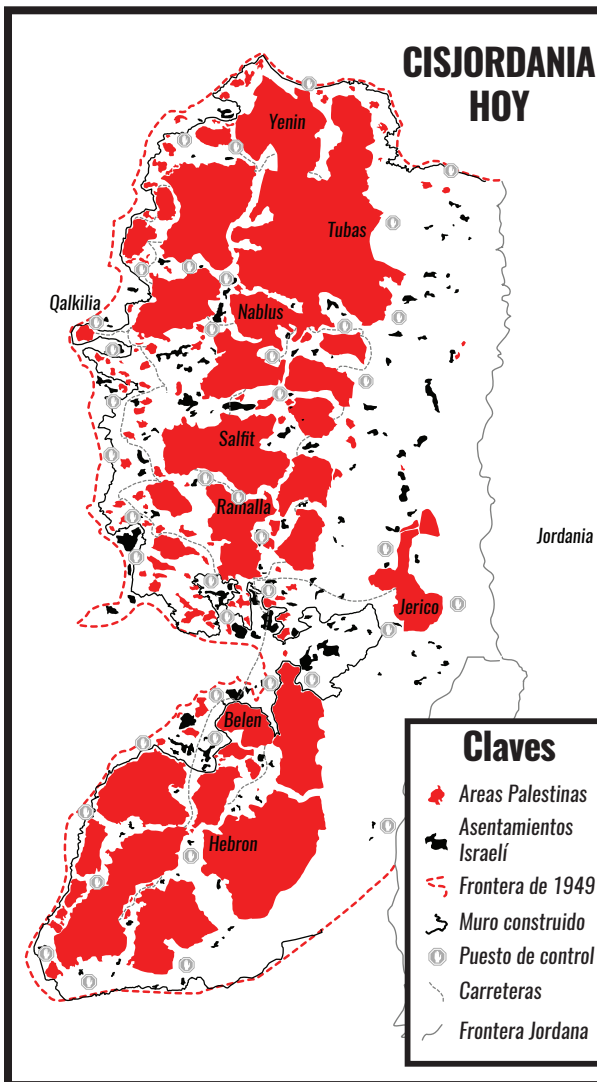 CISJORDANIA
HOY
Yenin
Tubas
Qalkilia
Nablus
Salfit
Ramalla
Jordania
Jerico
Belen
Hebron
Claves
Areas Palestinas
Asentamientos
Israelí
Frontera de 1949
Muro construido
Puesto de control
Carreteras
Frontera Jordana